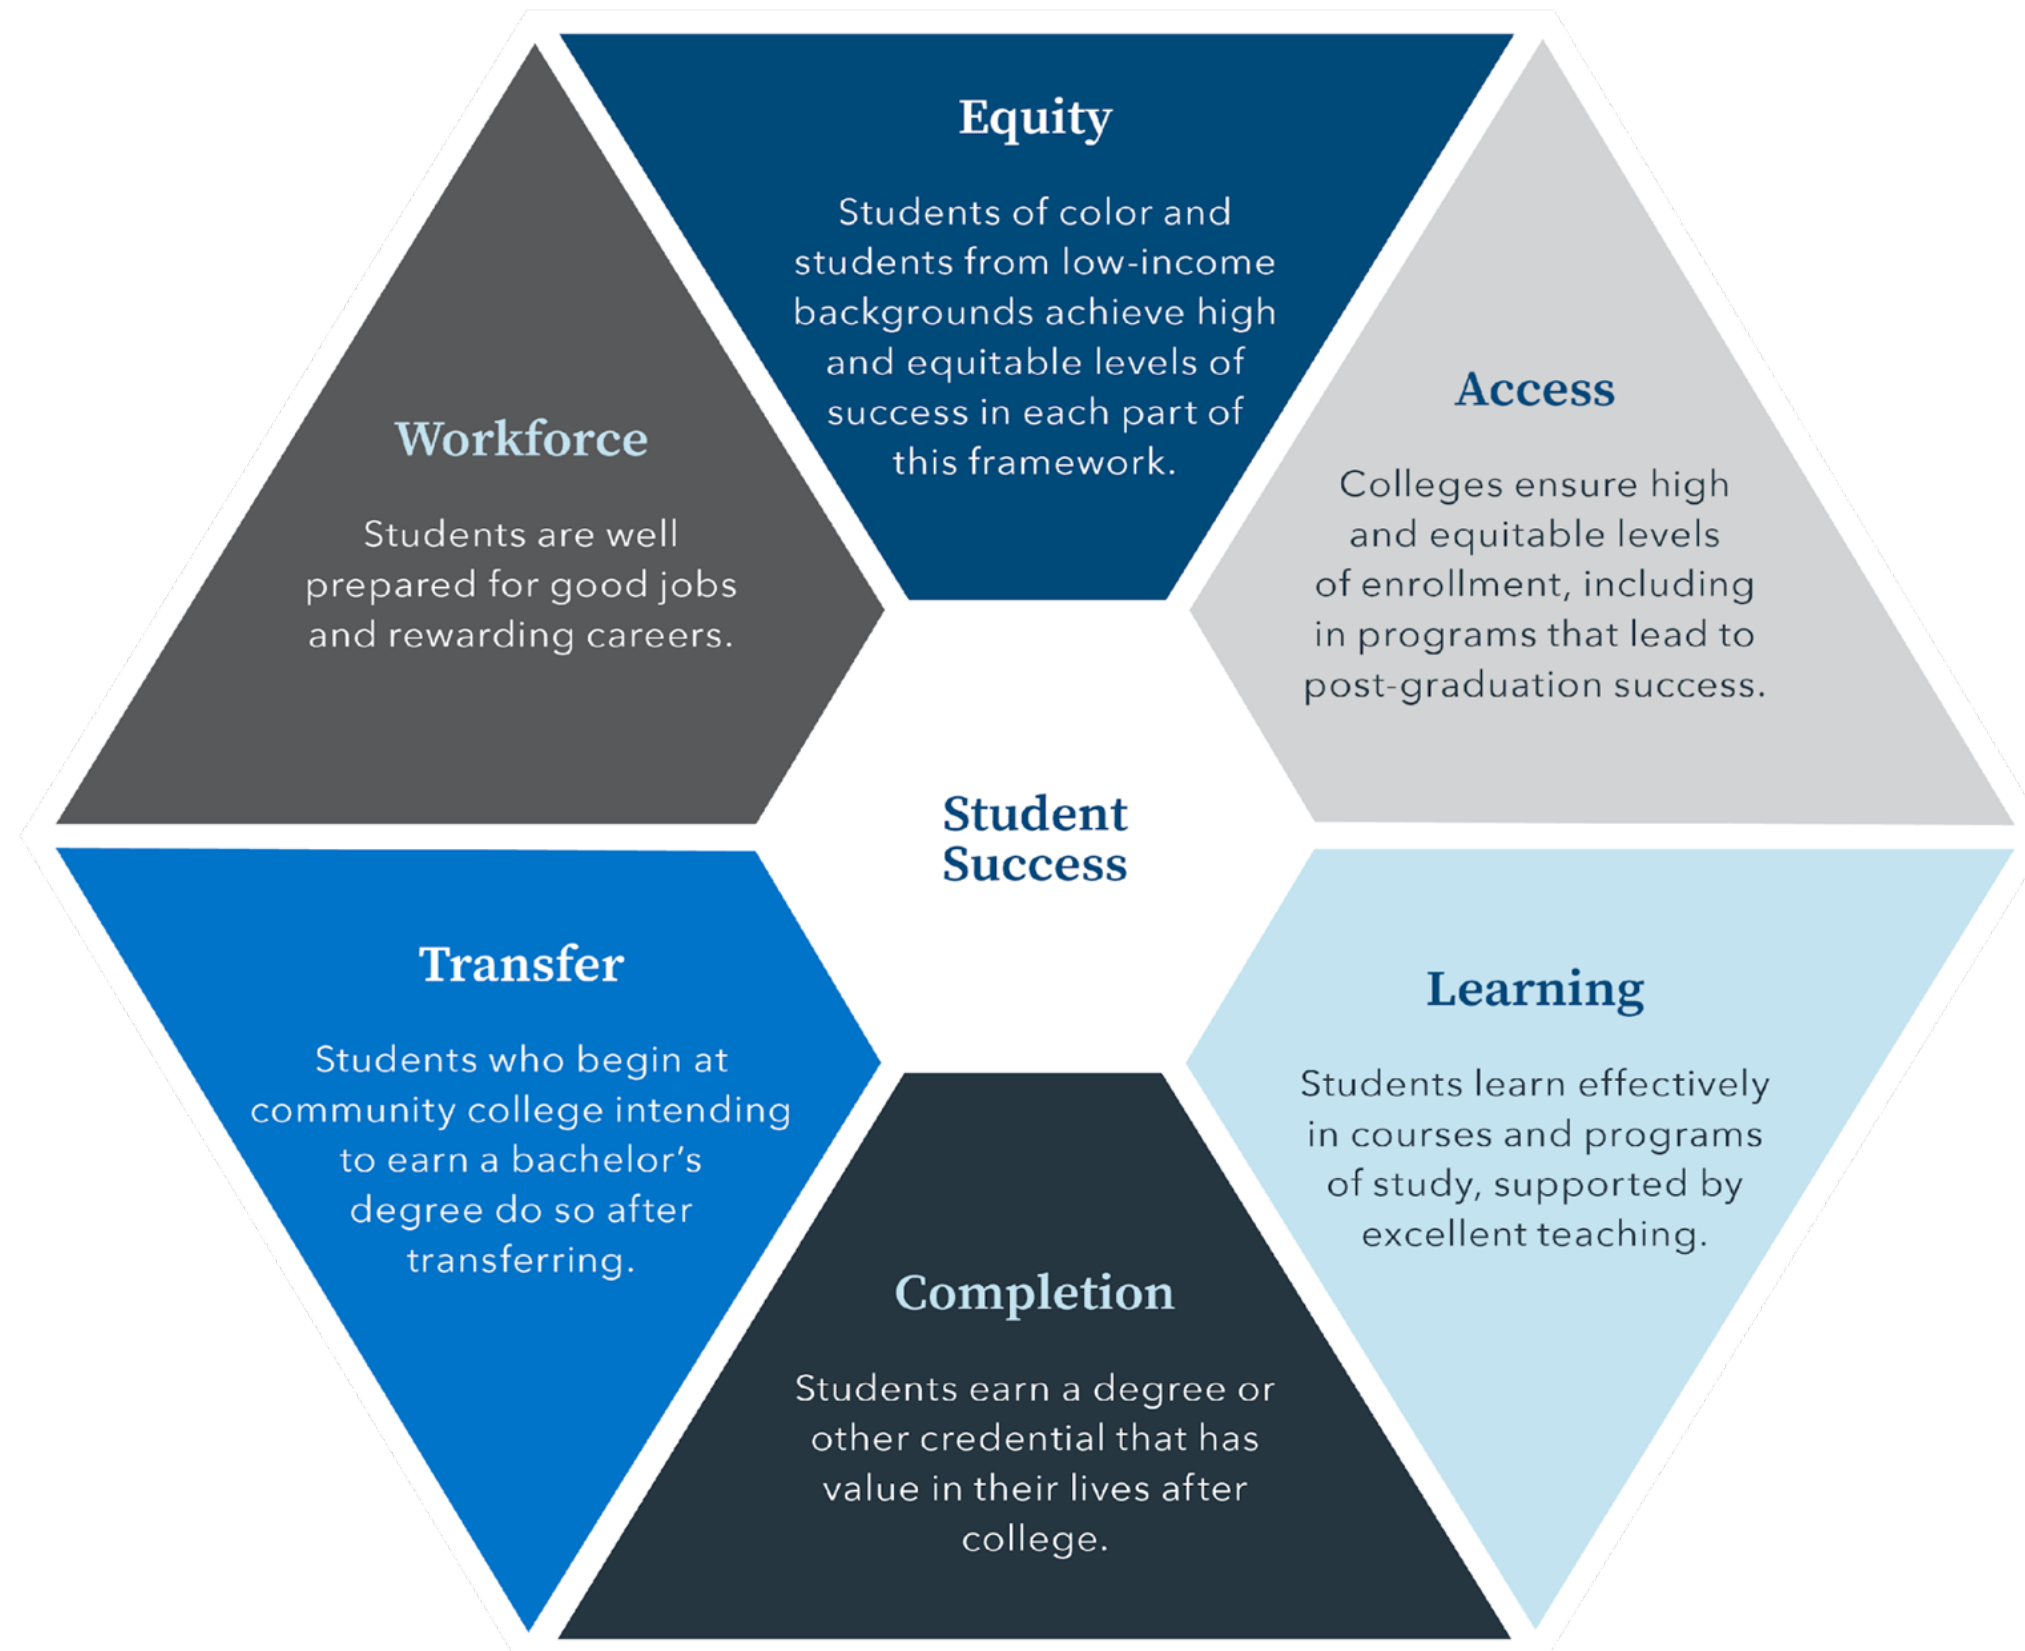 Equity
Students of color and
students from low-income
backgrounds achieve high
and equitable levels of
success in each part of
this framework.
Access
Colleges ensure high
and equitable levels
of enrollment, including
in programs that lead to
post-graduation success.
Learning
Students learn effectively
in courses and programs
of study, supported by
excellent teaching.
Completion
Students earn a degree or
other credential that has
value in their lives after
college.
Transfer
Students who begin at
community college intending
to earn a bachelor’s
degree do so after
transferring.
Workforce
Students are well
prepared for good jobs
and rewarding careers.
Student
Success